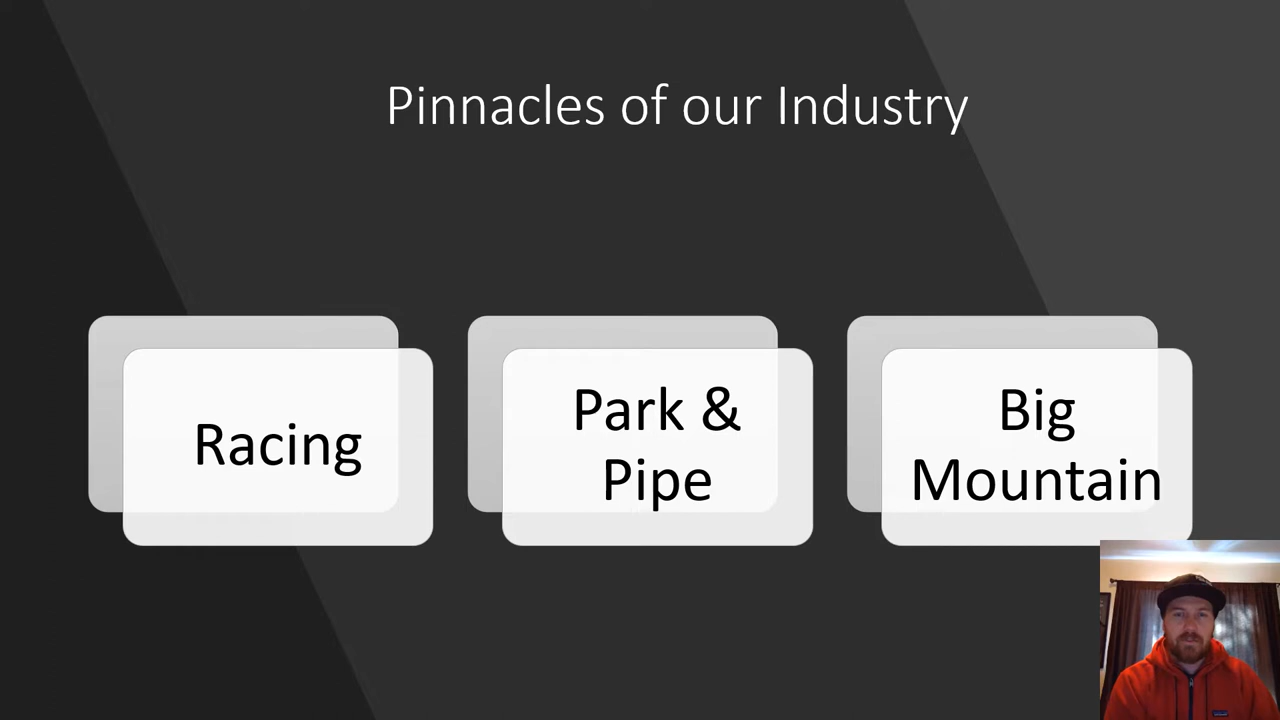 Pinnacles of our Industry
Racing
Park &
Pipe
Big
Mountain